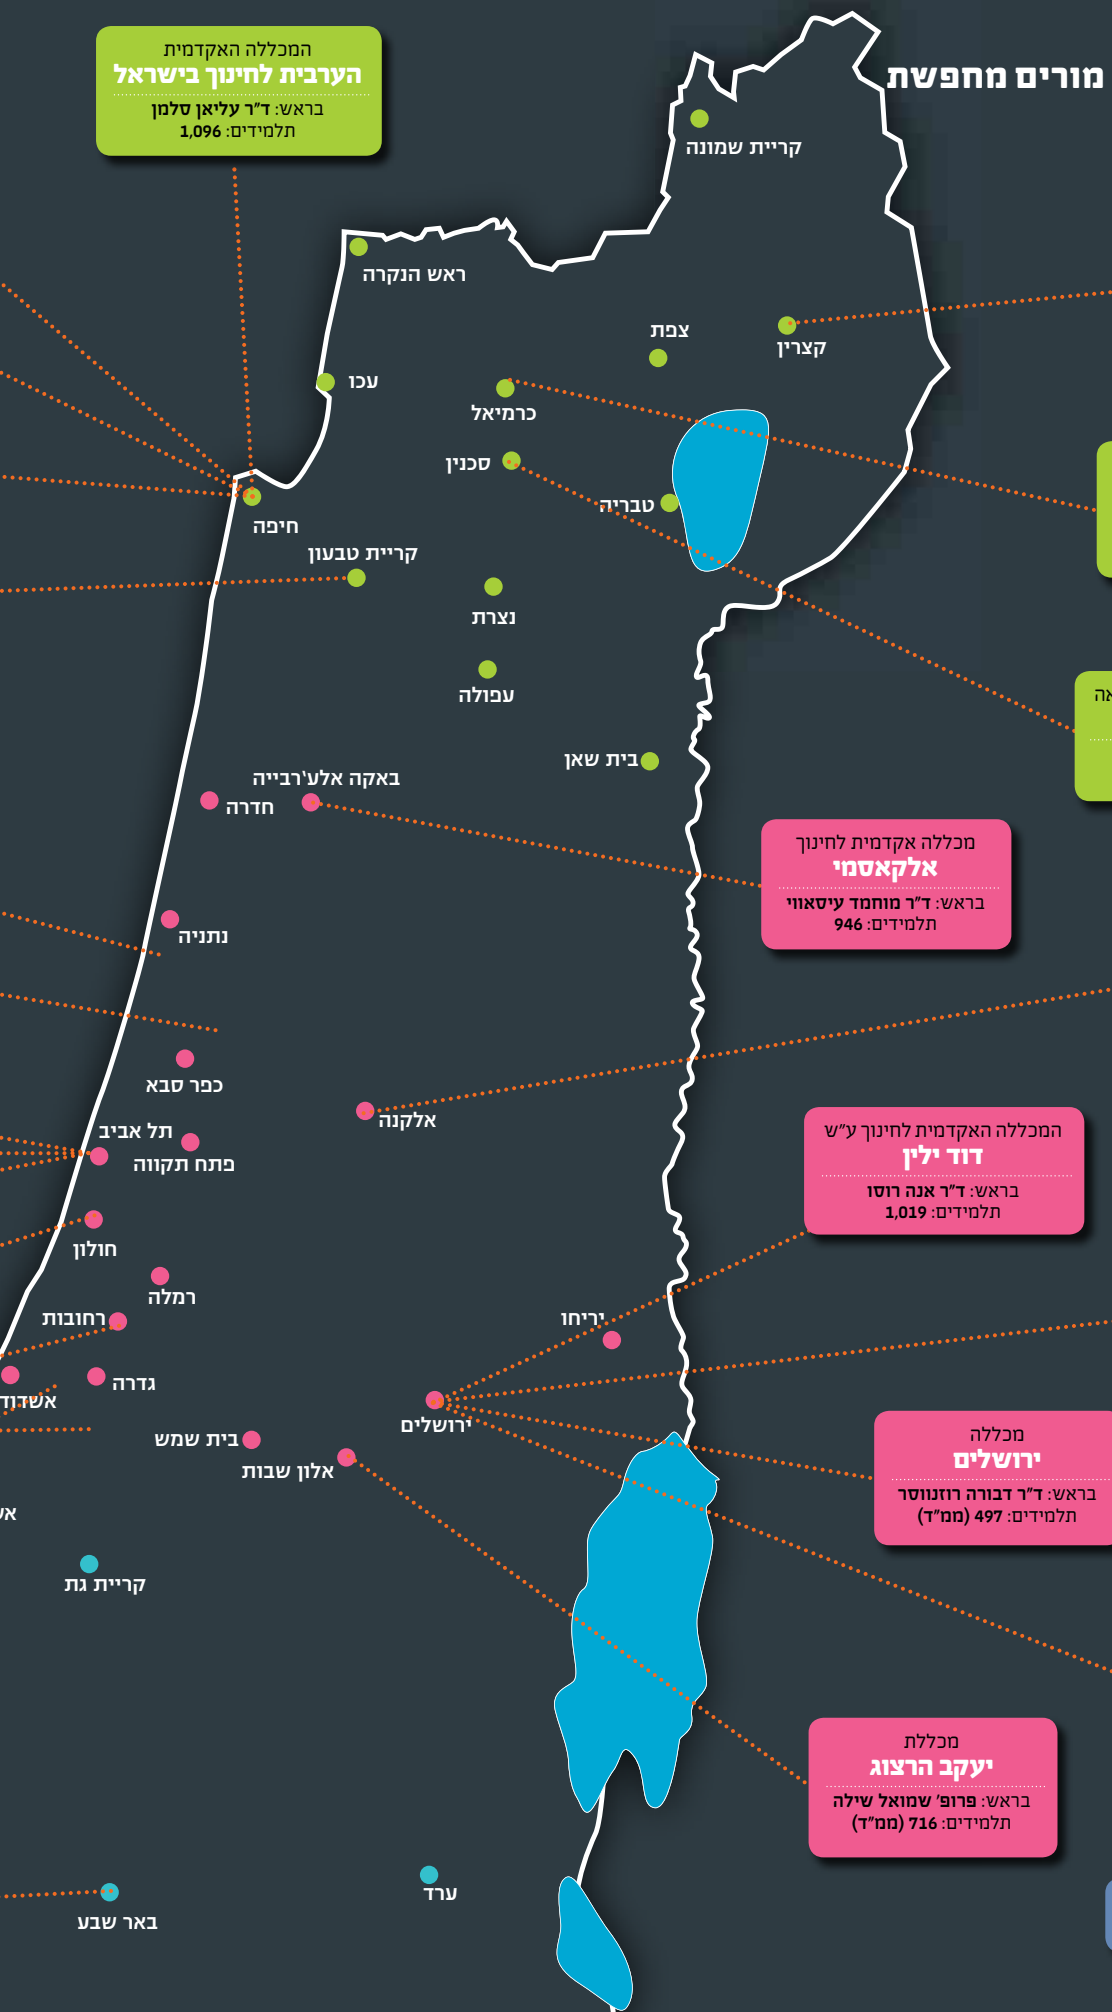 מורים מחפשת
המכללה האקדמית
הערבית לחינוך בישראל
בראש: ד"ר עליאן סלמן
תלמידים: 1,096
קריית שמונה
ראש הנקרה
צפת
קצרין
עכו
כרמיאל
סכנין
טבריה
חיפה
קריית טבעון
נצרת
עפולה
בית שאן
באקה אלע'רבייה
חדרה
מכללה אקדמית לחינוך
אלקאסמי
בראש: ד"ר מוחמד עיסאווי
תלמידים: 946
נתניה
כפר סבא
אלקנה
תל אביב
פתח תקווה
המכללה האקדמית לחינוך ע"ש
דוד ילין
בראש: ד"ר אנה רוסו
תלמידים: 1,019
חולון
רמלה
רחובות
יריחו
גדרה
אשדוד
ירושלים
בית שמש
אלון שבות
מכללה
ירושלים
בראש: ד"ר דבורה רוזנווסר
תלמידים: 497 (ממ"ד)
קריית גת
מכללת
יעקב הרצוג
בראש: פרופ' שמואל שילה
תלמידים: 716 (ממ"ד)
ערד
באר שבע